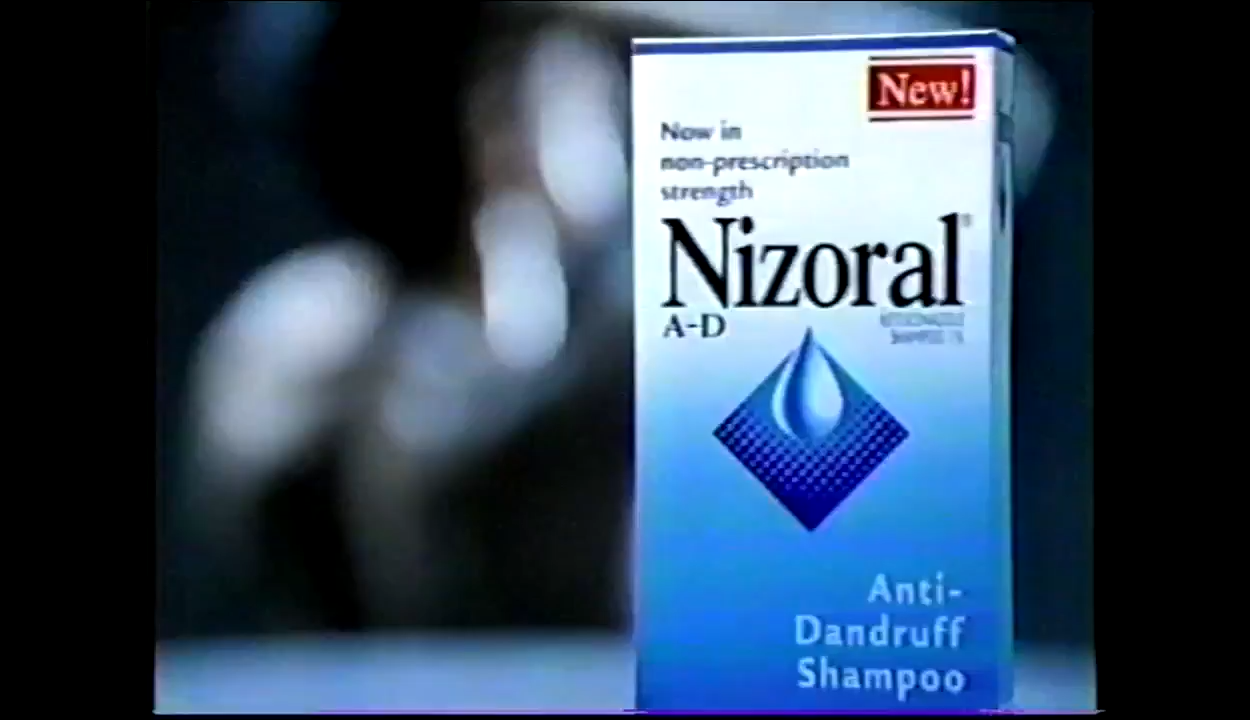 New!
Now in
non-prescription
strength
Nizoral®
A-D
Anti-
Dandruff
Shampoo